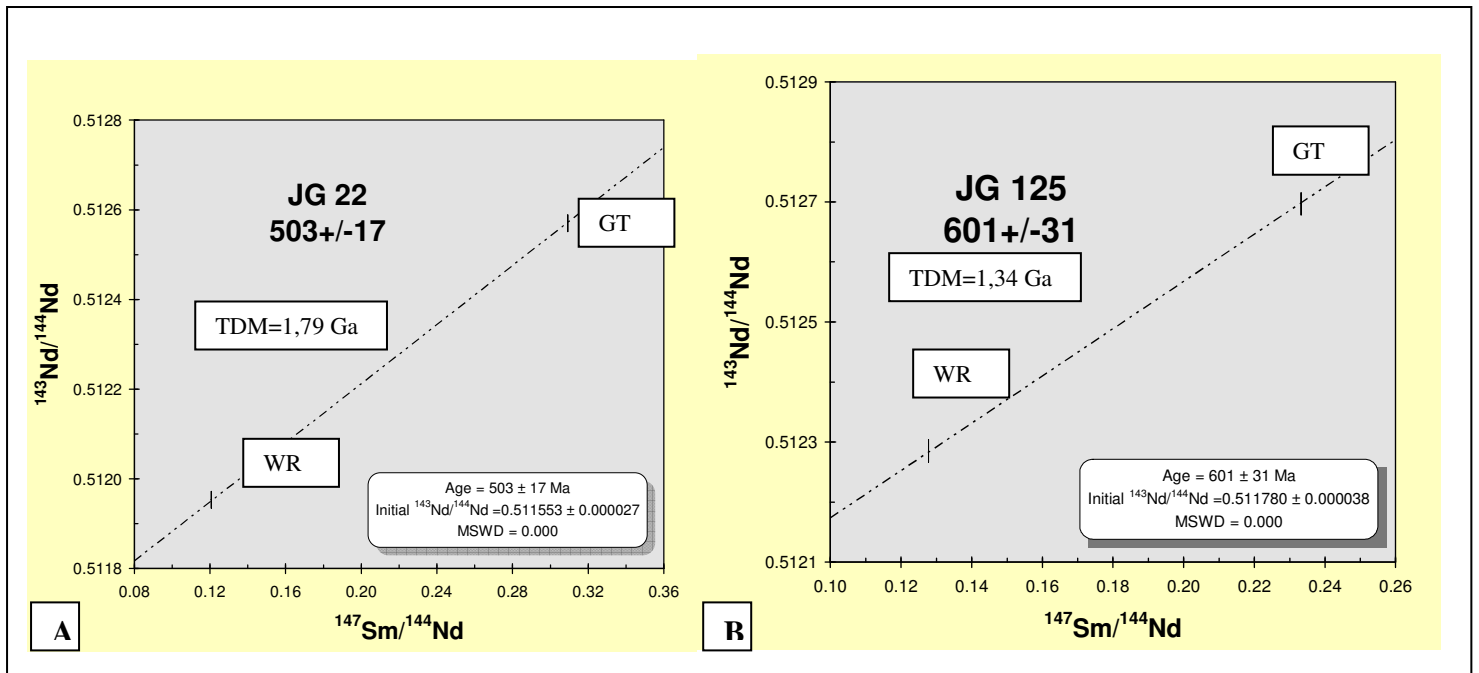 0.5128
0.5126
0.5124
0.5122
0.5120
0.5118
0.08
0.12
0.16
0.20
0.24
0.28
0.32
0.36
¹⁴⁷Sm/¹⁴⁴Nd
¹⁴³Nd/¹⁴⁴Nd
JG 22
503+/-17
TDM=1,79 Ga
GT
WR
Age = 503 ± 17 Ma
Initial ¹⁴³Nd/¹⁴⁴Nd =0.511553 ± 0.000027
MSWD = 0.000
A
0.5129
0.5127
0.5125
0.5123
0.5121
0.10
0.12
0.14
0.16
0.18
0.20
0.22
0.24
0.26
¹⁴⁷Sm/¹⁴⁴Nd
¹⁴³Nd/¹⁴⁴Nd
JG 125
601+/-31
TDM=1,34 Ga
GT
WR
Age = 601 ± 31 Ma
Initial ¹⁴³Nd/¹⁴⁴Nd =0.511780 ± 0.000038
MSWD = 0.000
B